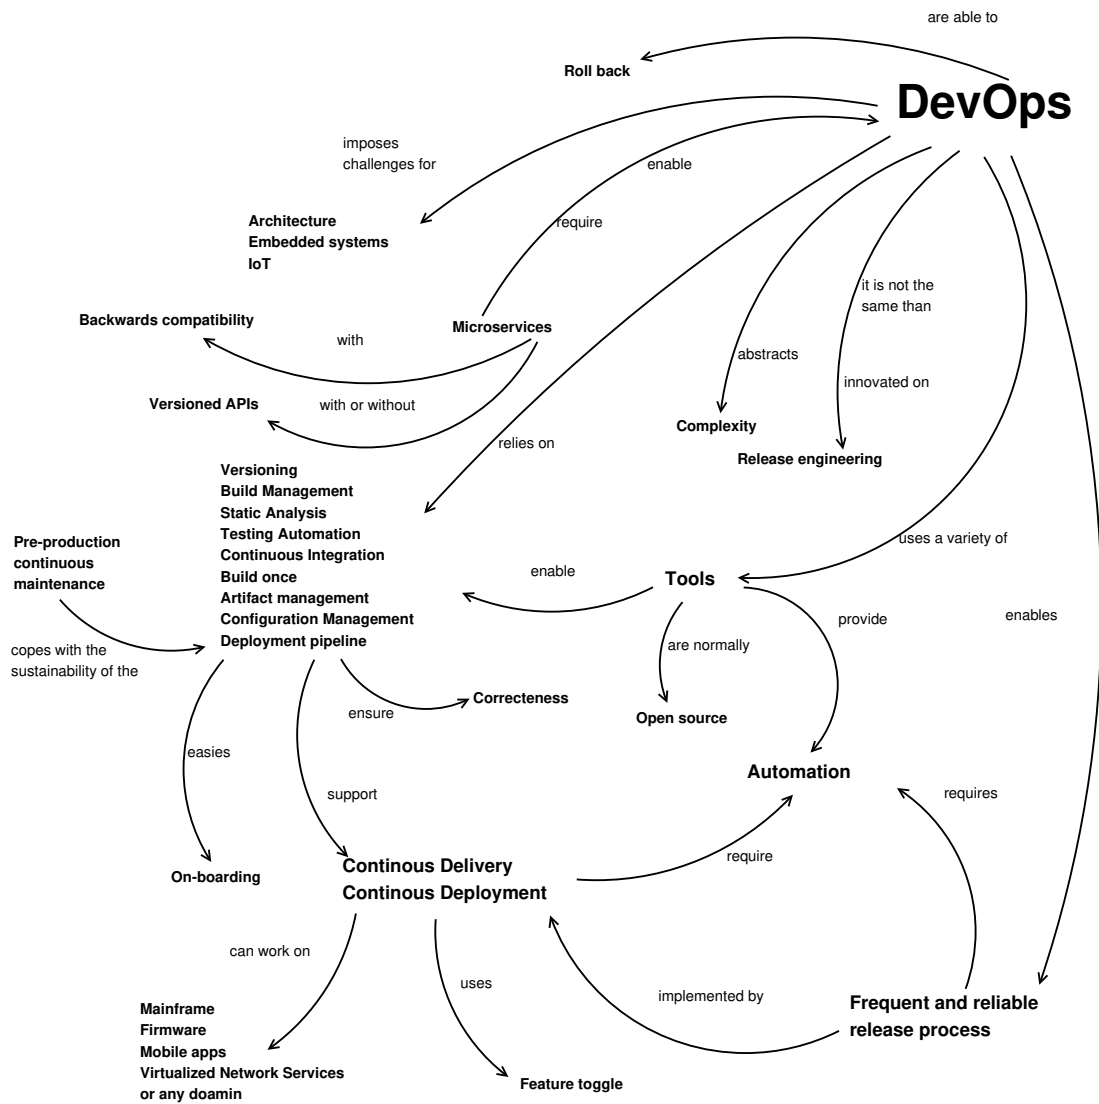 are able to
Roll back
DevOps
imposes
challenges for
enable
require
Architecture
Embedded systems
IoT
it is not the
same than
Backwards compatibility
Microservices
with
abstracts
innovated on
Versioned APIs
with or without
Complexity
relies on
Release engineering
Versioning
Build Management
Static Analysis
Testing Automation
Continuous Integration
Build once
Artifact management
Configuration Management
Deployment pipeline
Pre-production
continuous
maintenance
copes with the
sustainability of the
uses a variety of
enable
Tools
provide
enables
are normally
Correcteness
ensure
Open source
easies
Automation
support
requires
require
Continous Delivery
Continous Deployment
On-boarding
can work on
uses
implemented by
Frequent and reliable
release process
Mainframe
Firmware
Mobile apps
Virtualized Network Services
or any doamin
Feature toggle